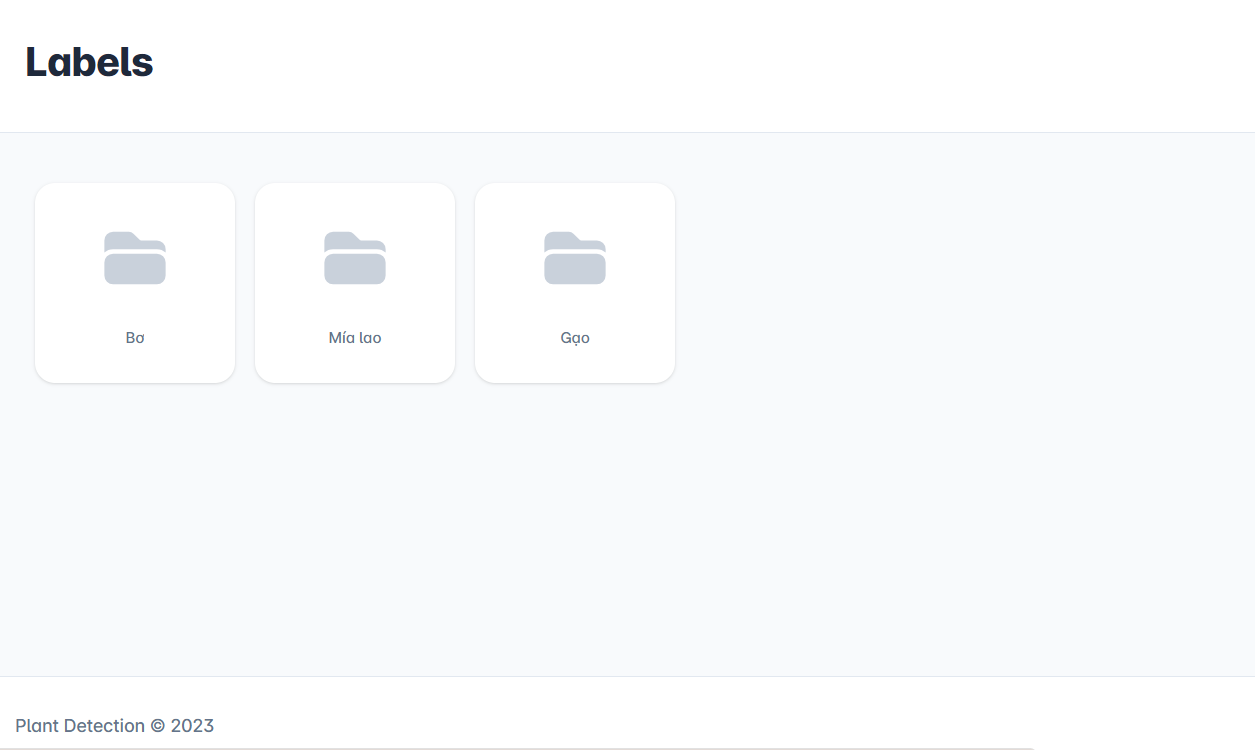 Labels
Bơ
Mía lao
Gạo
Plant Detection © 2023